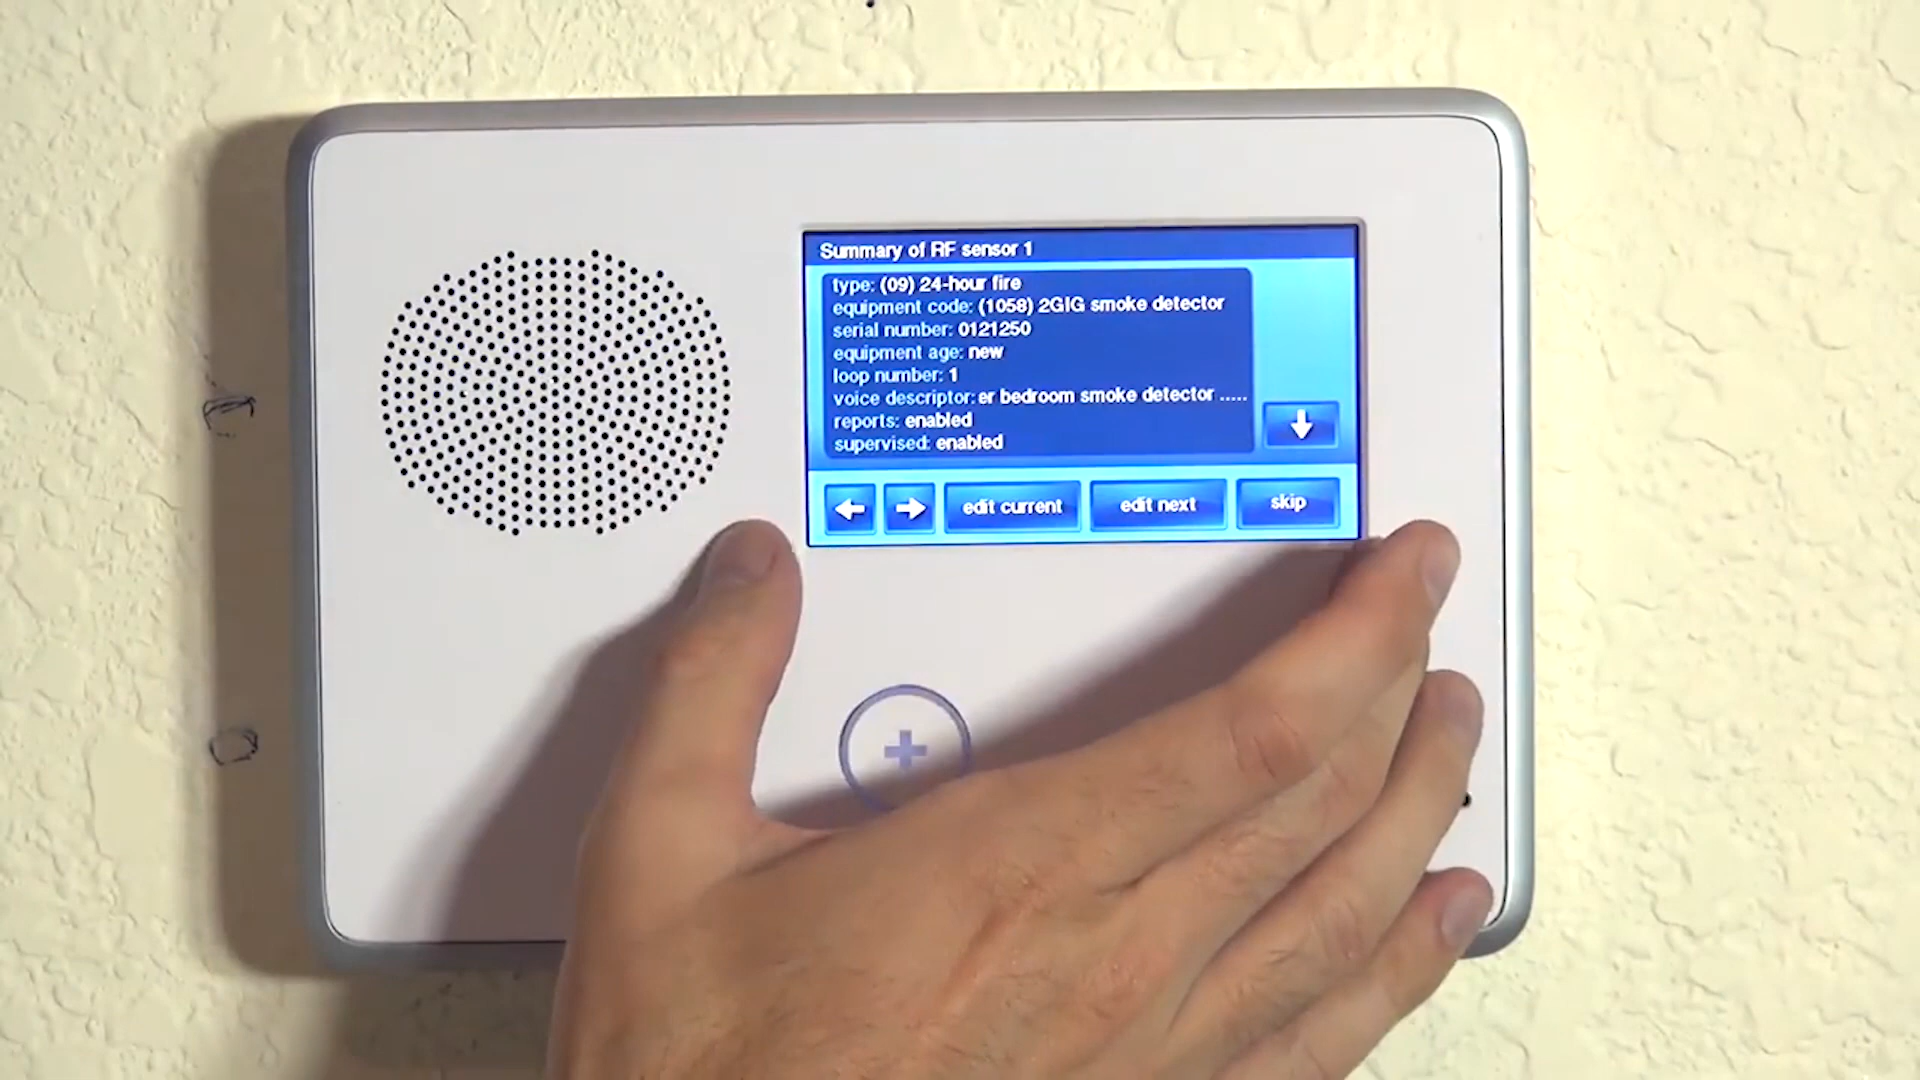 Summary of RF sensor 1
type: (09) 24-hour fire
equipment code: (1058) 2GIG smoke detector
serial number: 0121250
equipment age: new
loop number: 1
voice descriptor: er bedroom smoke detector .....
reports: enabled
supervised: enabled
edit current
edit next
skip